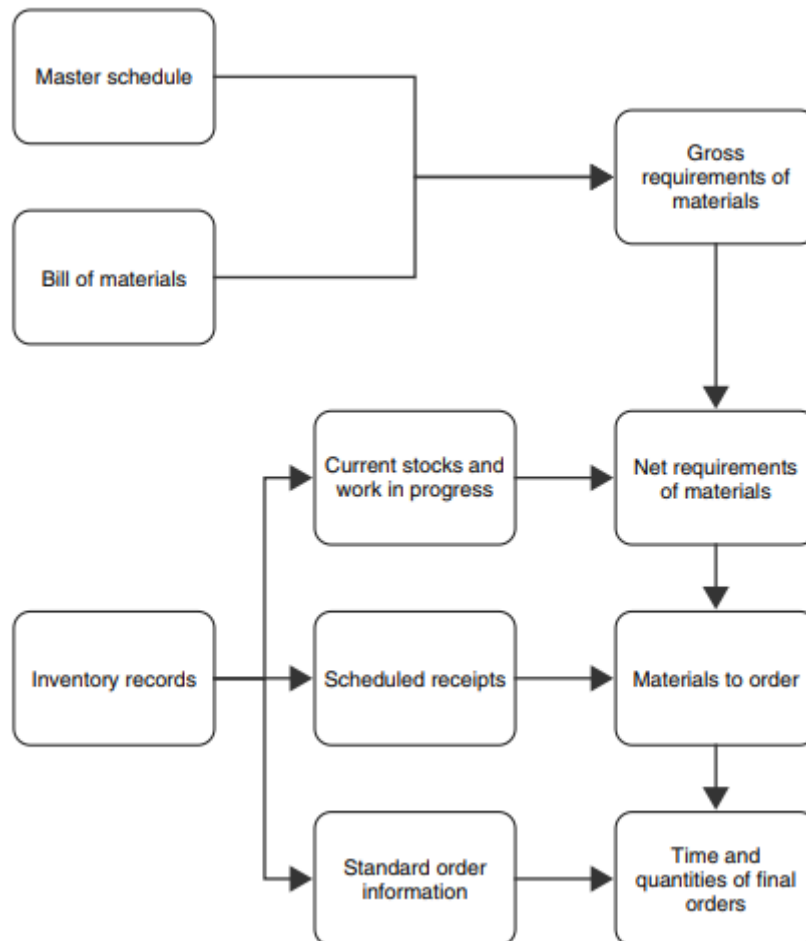 Master schedule
Gross
requirements of
materials
Bill of materials
Current stocks and
work in progress
Net requirements
of materials
Inventory records
Scheduled receipts
Materials to order
Standard order
information
Time and
quantities of final
orders